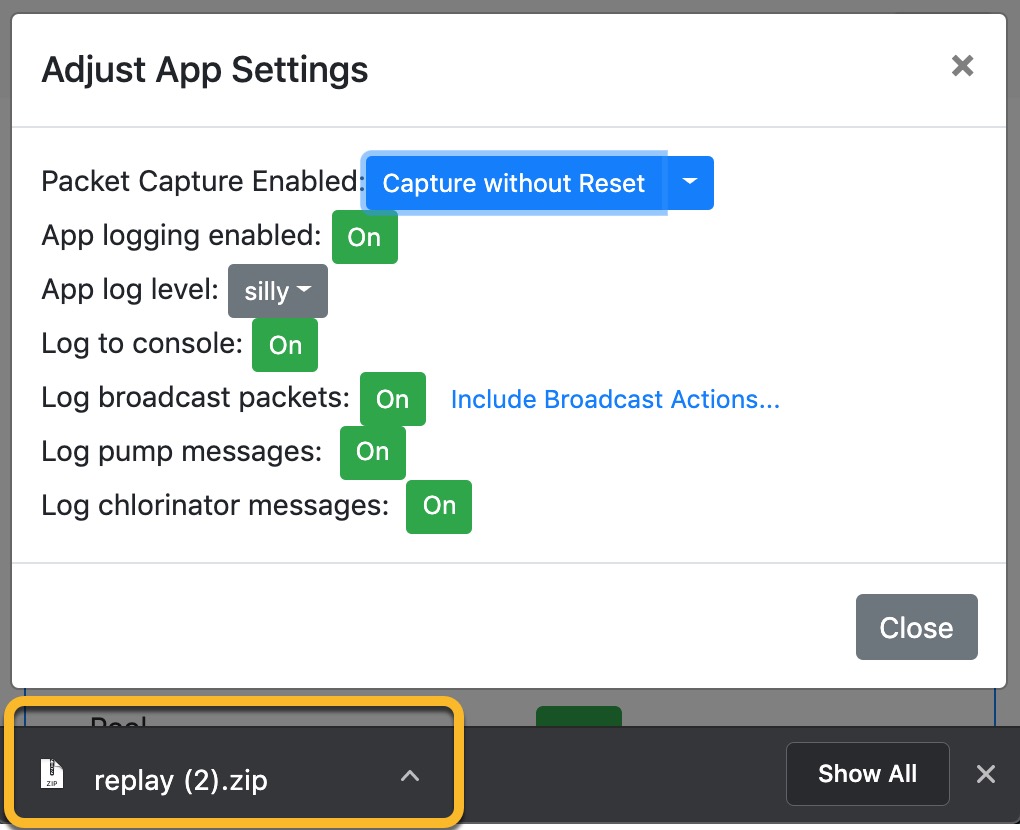 Adjust App Settings
Packet Capture Enabled: Capture without Reset
App logging enabled: On
App log level: silly
Log to console: On
Log broadcast packets: On Include Broadcast Actions...
Log pump messages: On
Log chlorinator messages: On
Close
Pool
ZIP replay (2).zip Show All